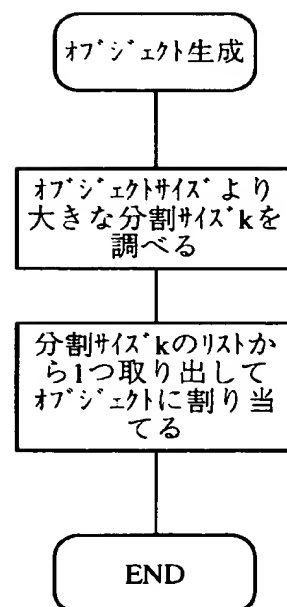 ｵﾌﾞｼﾞｪｸﾄ生成
ｵﾌﾞｼﾞｪｸﾄｻｲｽﾞより
大きな分割ｻｲｽﾞkを
調べる
分割ｻｲｽﾞkのﾘｽﾄか
ら1つ取り出して
ｵﾌﾞｼﾞｪｸﾄに割り当
てる
END